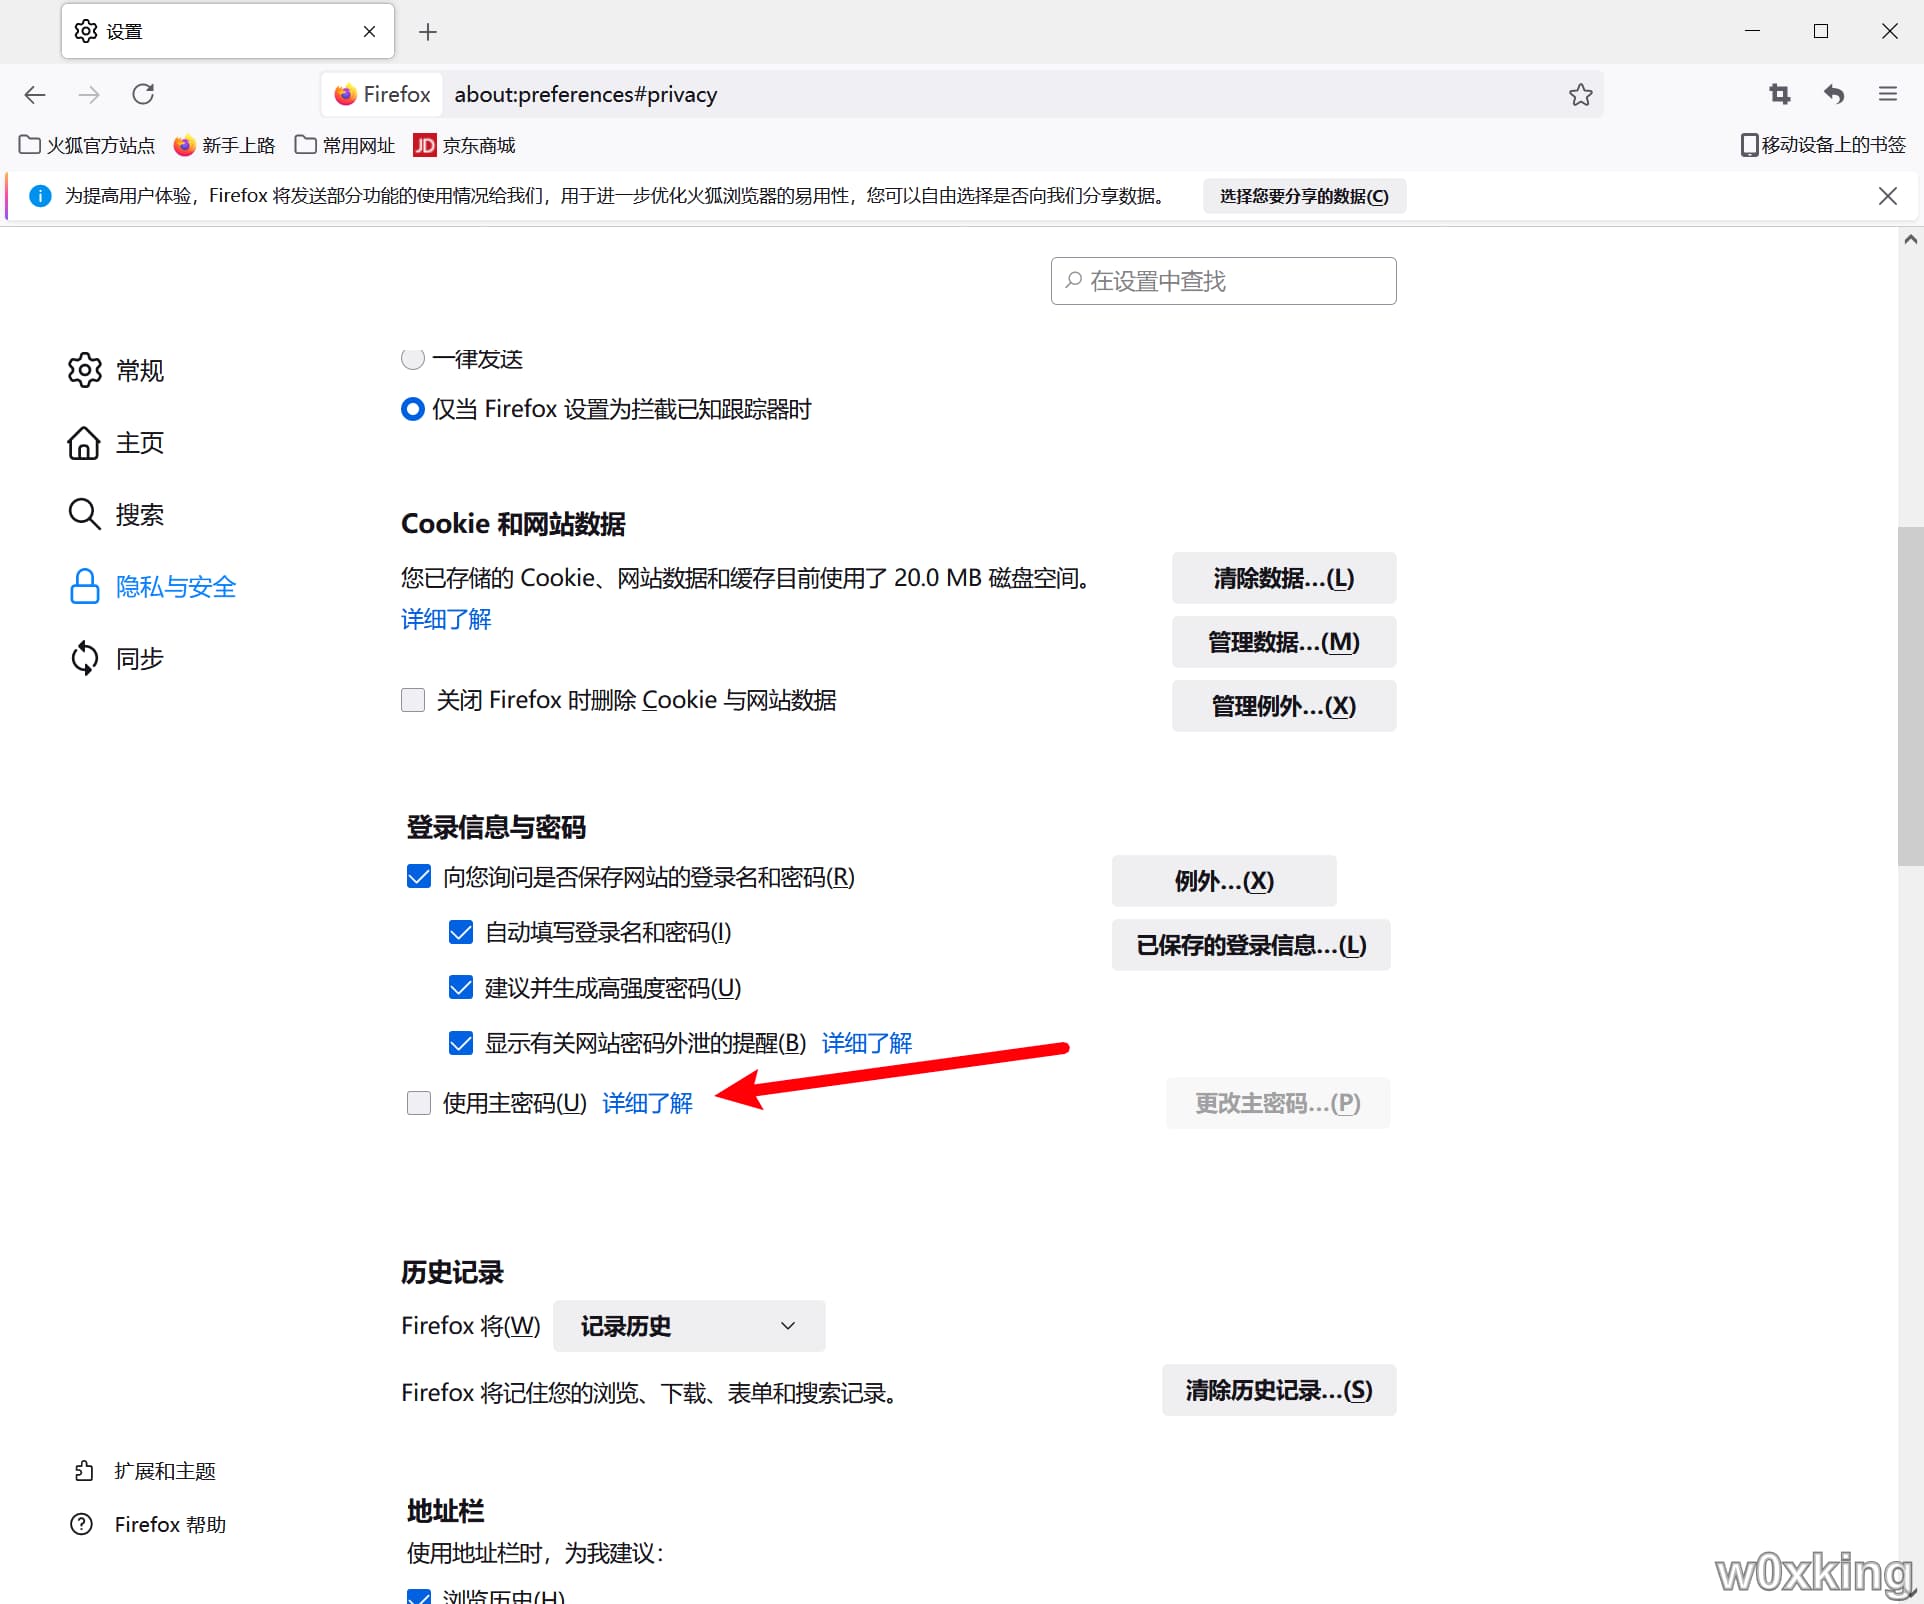 设置
Firefox about:preferences#privacy
火狐官方站点 新手上路 常用网址 JD 京东商城 移动设备上的书签
为提高用户体验，Firefox 将发送部分功能的使用情况给我们，用于进一步优化火狐浏览器的易用性，您可以自由选择是否向我们分享数据。 选择您要分享的数据(C)
在设置中查找
常规
主页
搜索
隐私与安全
同步
一律发送
仅当 Firefox 设置为拦截已知跟踪器时
Cookie 和网站数据
您已存储的 Cookie、网站数据和缓存目前使用了 20.0 MB 磁盘空间。 清除数据...(L)
详细了解
管理数据...(M)
关闭 Firefox 时删除 Cookie 与网站数据 管理例外...(X)
登录信息与密码
向您询问是否保存网站的登录名和密码(R) 例外...(X)
自动填写登录名和密码(I) 已保存的登录信息...(L)
建议并生成高强度密码(U)
显示有关网站密码外泄的提醒(B) 详细了解
使用主密码(U) 详细了解 更改主密码...(P)
历史记录
Firefox 将(W) 记录历史
Firefox 将记住您的浏览、下载、表单和搜索记录。 清除历史记录...(S)
扩展和主题
Firefox 帮助
地址栏
使用地址栏时，为我建议：
浏览历史(H)
w0xking